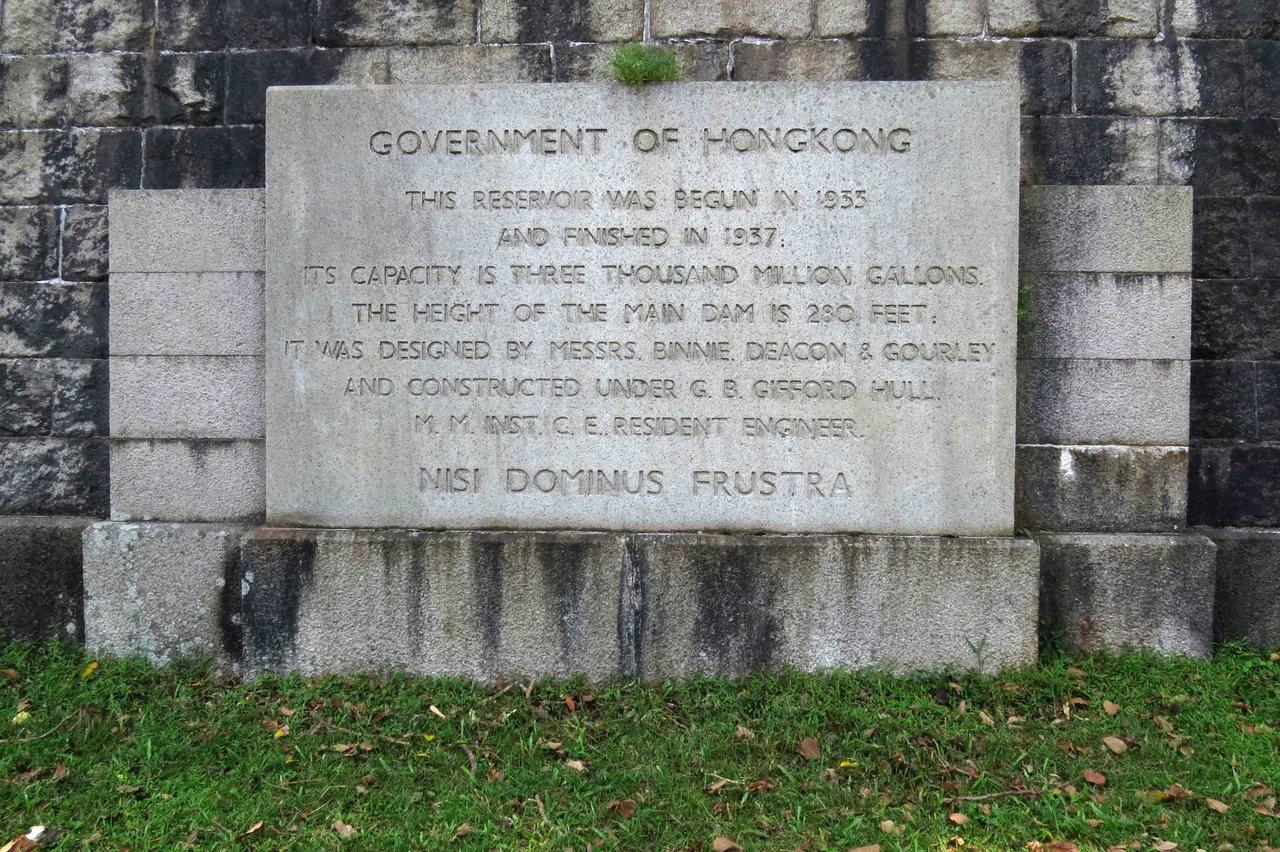 GOVERNMENT OF HONGKONG
THIS RESERVOIR WAS BEGUN IN 1933
AND FINISHED IN 1937;
ITS CAPACITY IS THREE THOUSAND MILLION GALLONS.
THE HEIGHT OF THE MAIN DAM IS 280 FEET;
IT WAS DESIGNED BY MESSRS. BINNIE, DEACON & GOURLEY
AND CONSTRUCTED UNDER G. B. GIFFORD HULL,
M. M. INST. C. E., RESIDENT ENGINEER.
NISI DOMINUS FRUSTRA